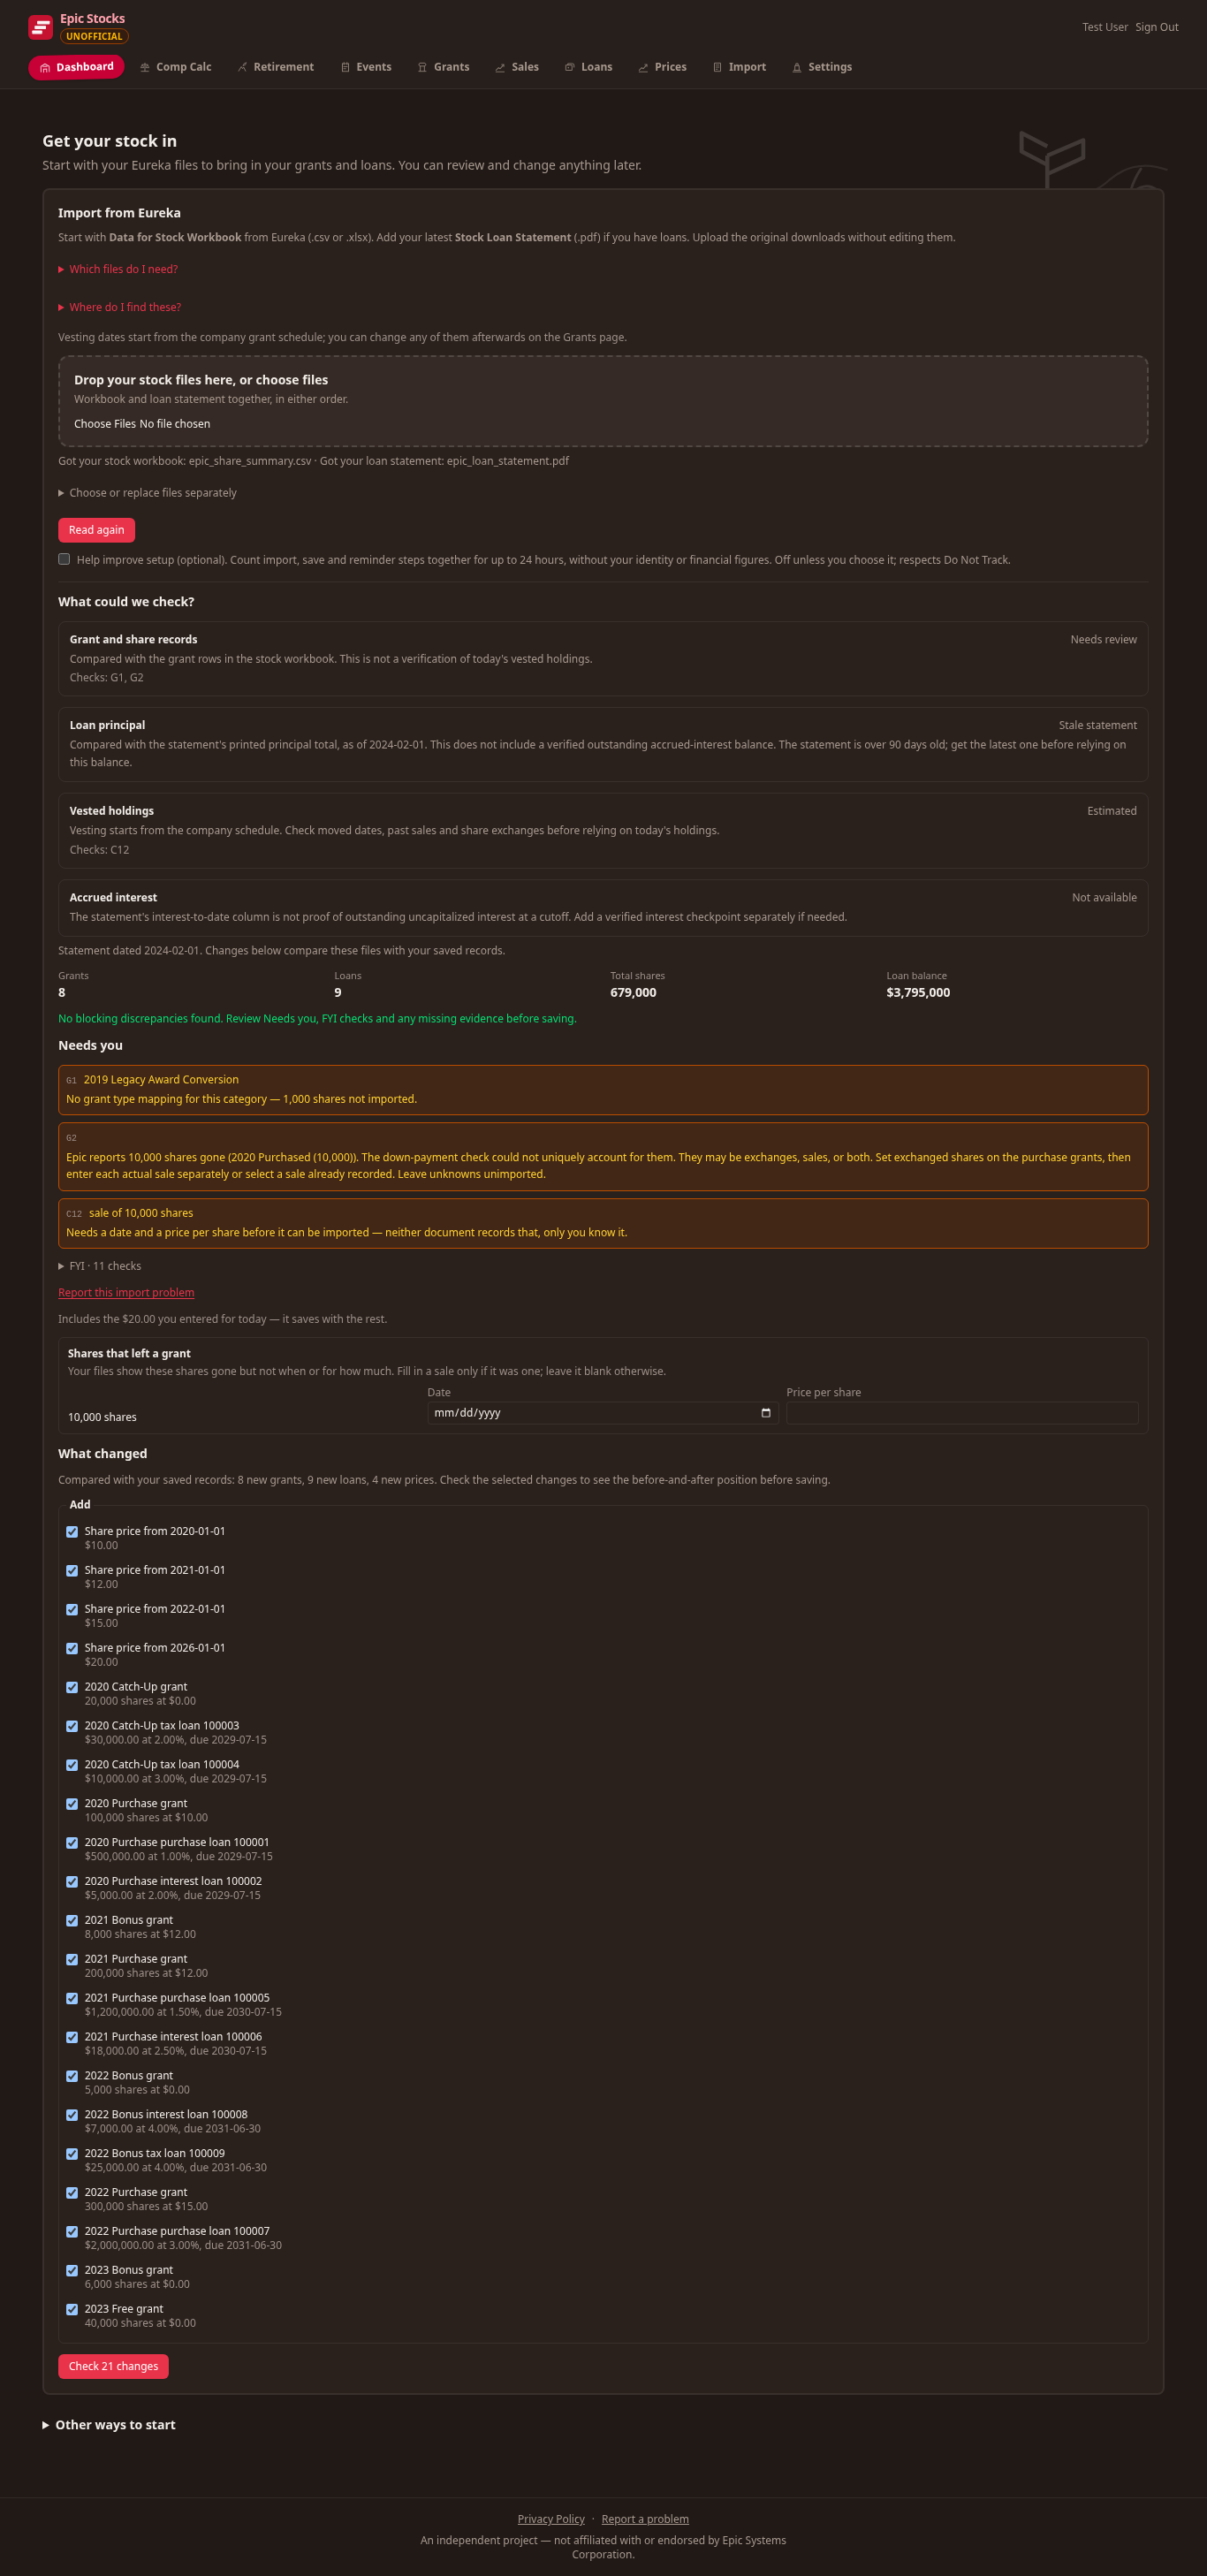 Epic Stocks
UNOFFICIAL
Test User Sign Out
Dashboard Comp Calc Retirement Events Grants Sales Loans Prices Import Settings
Get your stock in
Start with your Eureka files to bring in your grants and loans. You can review and change anything later.
Import from Eureka
Start with Data for Stock Workbook from Eureka (.csv or .xlsx). Add your latest Stock Loan Statement (.pdf) if you have loans. Upload the original downloads without editing them.
Which files do I need?
Where do I find these?
Vesting dates start from the company grant schedule; you can change any of them afterwards on the Grants page.
Drop your stock files here, or choose files
Workbook and loan statement together, in either order.
Choose Files No file chosen
Got your stock workbook: epic_share_summary.csv · Got your loan statement: epic_loan_statement.pdf
Choose or replace files separately
Read again
Help improve setup (optional). Count import, save and reminder steps together for up to 24 hours, without your identity or financial figures. Off unless you choose it; respects Do Not Track.
What could we check?
Grant and share records Needs review
Compared with the grant rows in the stock workbook. This is not a verification of today's vested holdings.
Checks: G1, G2
Loan principal Stale statement
Compared with the statement's printed principal total, as of 2024-02-01. This does not include a verified outstanding accrued-interest balance. The statement is over 90 days old; get the latest one before relying on
this balance.
Vested holdings Estimated
Vesting starts from the company schedule. Check moved dates, past sales and share exchanges before relying on today's holdings.
Checks: C12
Accrued interest Not available
The statement's interest-to-date column is not proof of outstanding uncapitalized interest at a cutoff. Add a verified interest checkpoint separately if needed.
Statement dated 2024-02-01. Changes below compare these files with your saved records.
Grants Loans Total shares Loan balance
8 9 679,000 $3,795,000
No blocking discrepancies found. Review Needs you, FYI checks and any missing evidence before saving.
Needs you
G1 2019 Legacy Award Conversion
No grant type mapping for this category — 1,000 shares not imported.
G2
Epic reports 10,000 shares gone (2020 Purchased (10,000)). The down-payment check could not uniquely account for them. They may be exchanges, sales, or both. Set exchanged shares on the purchase grants, then
enter each actual sale separately or select a sale already recorded. Leave unknowns unimported.
C12 sale of 10,000 shares
Needs a date and a price per share before it can be imported — neither document records that, only you know it.
FYI · 11 checks
Report this import problem
Includes the $20.00 you entered for today — it saves with the rest.
Shares that left a grant
Your files show these shares gone but not when or for how much. Fill in a sale only if it was one; leave it blank otherwise.
Date Price per share
10,000 shares mm/dd/yyyy
What changed
Compared with your saved records: 8 new grants, 9 new loans, 4 new prices. Check the selected changes to see the before-and-after position before saving.
Add
Share price from 2020-01-01
$10.00
Share price from 2021-01-01
$12.00
Share price from 2022-01-01
$15.00
Share price from 2026-01-01
$20.00
2020 Catch-Up grant
20,000 shares at $0.00
2020 Catch-Up tax loan 100003
$30,000.00 at 2.00%, due 2029-07-15
2020 Catch-Up tax loan 100004
$10,000.00 at 3.00%, due 2029-07-15
2020 Purchase grant
100,000 shares at $10.00
2020 Purchase purchase loan 100001
$500,000.00 at 1.00%, due 2029-07-15
2020 Purchase interest loan 100002
$5,000.00 at 2.00%, due 2029-07-15
2021 Bonus grant
8,000 shares at $12.00
2021 Purchase grant
200,000 shares at $12.00
2021 Purchase purchase loan 100005
$1,200,000.00 at 1.50%, due 2030-07-15
2021 Purchase interest loan 100006
$18,000.00 at 2.50%, due 2030-07-15
2022 Bonus grant
5,000 shares at $0.00
2022 Bonus interest loan 100008
$7,000.00 at 4.00%, due 2031-06-30
2022 Bonus tax loan 100009
$25,000.00 at 4.00%, due 2031-06-30
2022 Purchase grant
300,000 shares at $15.00
2022 Purchase purchase loan 100007
$2,000,000.00 at 3.00%, due 2031-06-30
2023 Bonus grant
6,000 shares at $0.00
2023 Free grant
40,000 shares at $0.00
Check 21 changes
Other ways to start
Privacy Policy · Report a problem
An independent project — not affiliated with or endorsed by Epic Systems
Corporation.